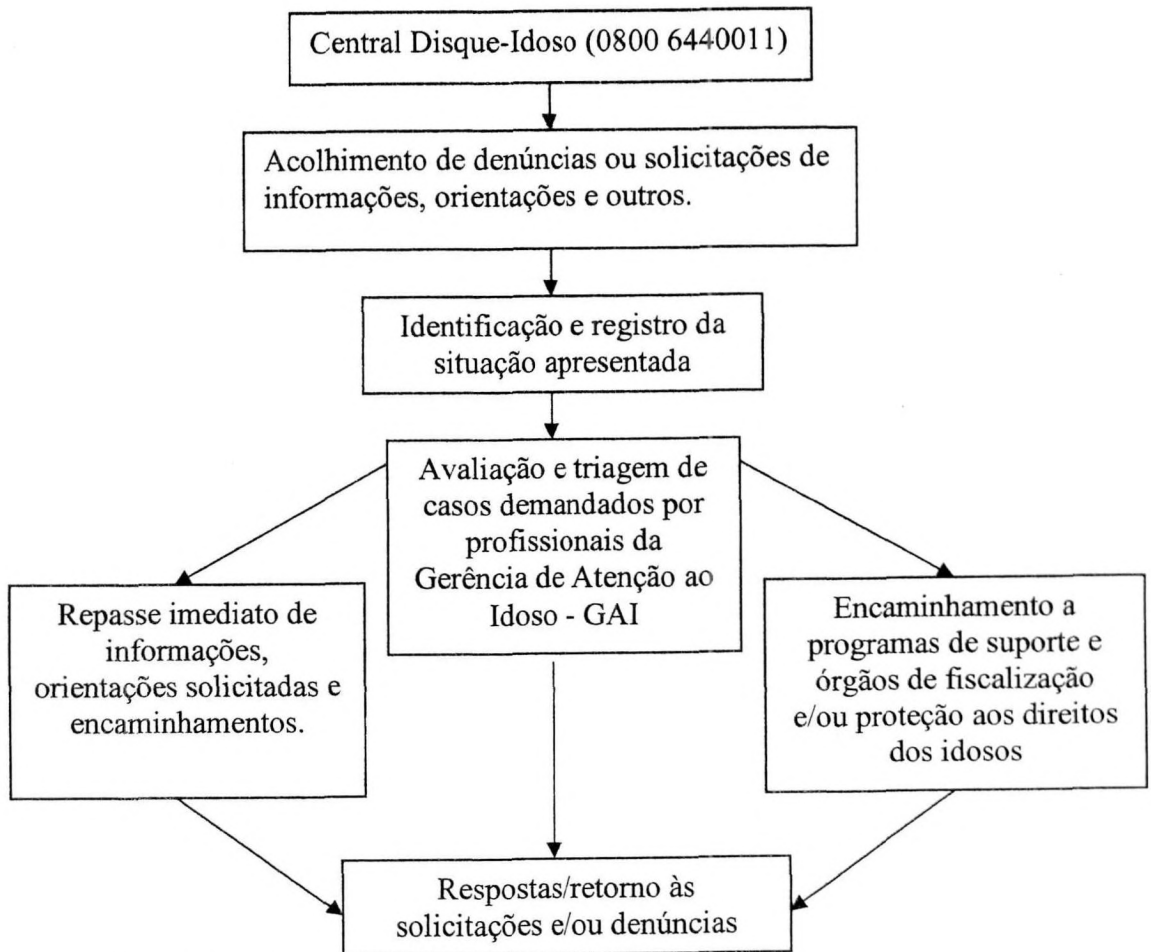 Central Disque-Idoso (0800 6440011)
Acolhimento de denúncias ou solicitações de
informações, orientações e outros.
Identificação e registro da
situação apresentada
Avaliação e triagem de
casos demandados por
profissionais da
Gerência de Atenção ao
Idoso - GAI
Repasse imediato de
informações,
orientações solicitadas e
encaminhamentos.
Encaminhamento a
programas de suporte e
órgãos de fiscalização
e/ou proteção aos direitos
dos idosos
Respostas/retorno às
solicitações e/ou denúncias